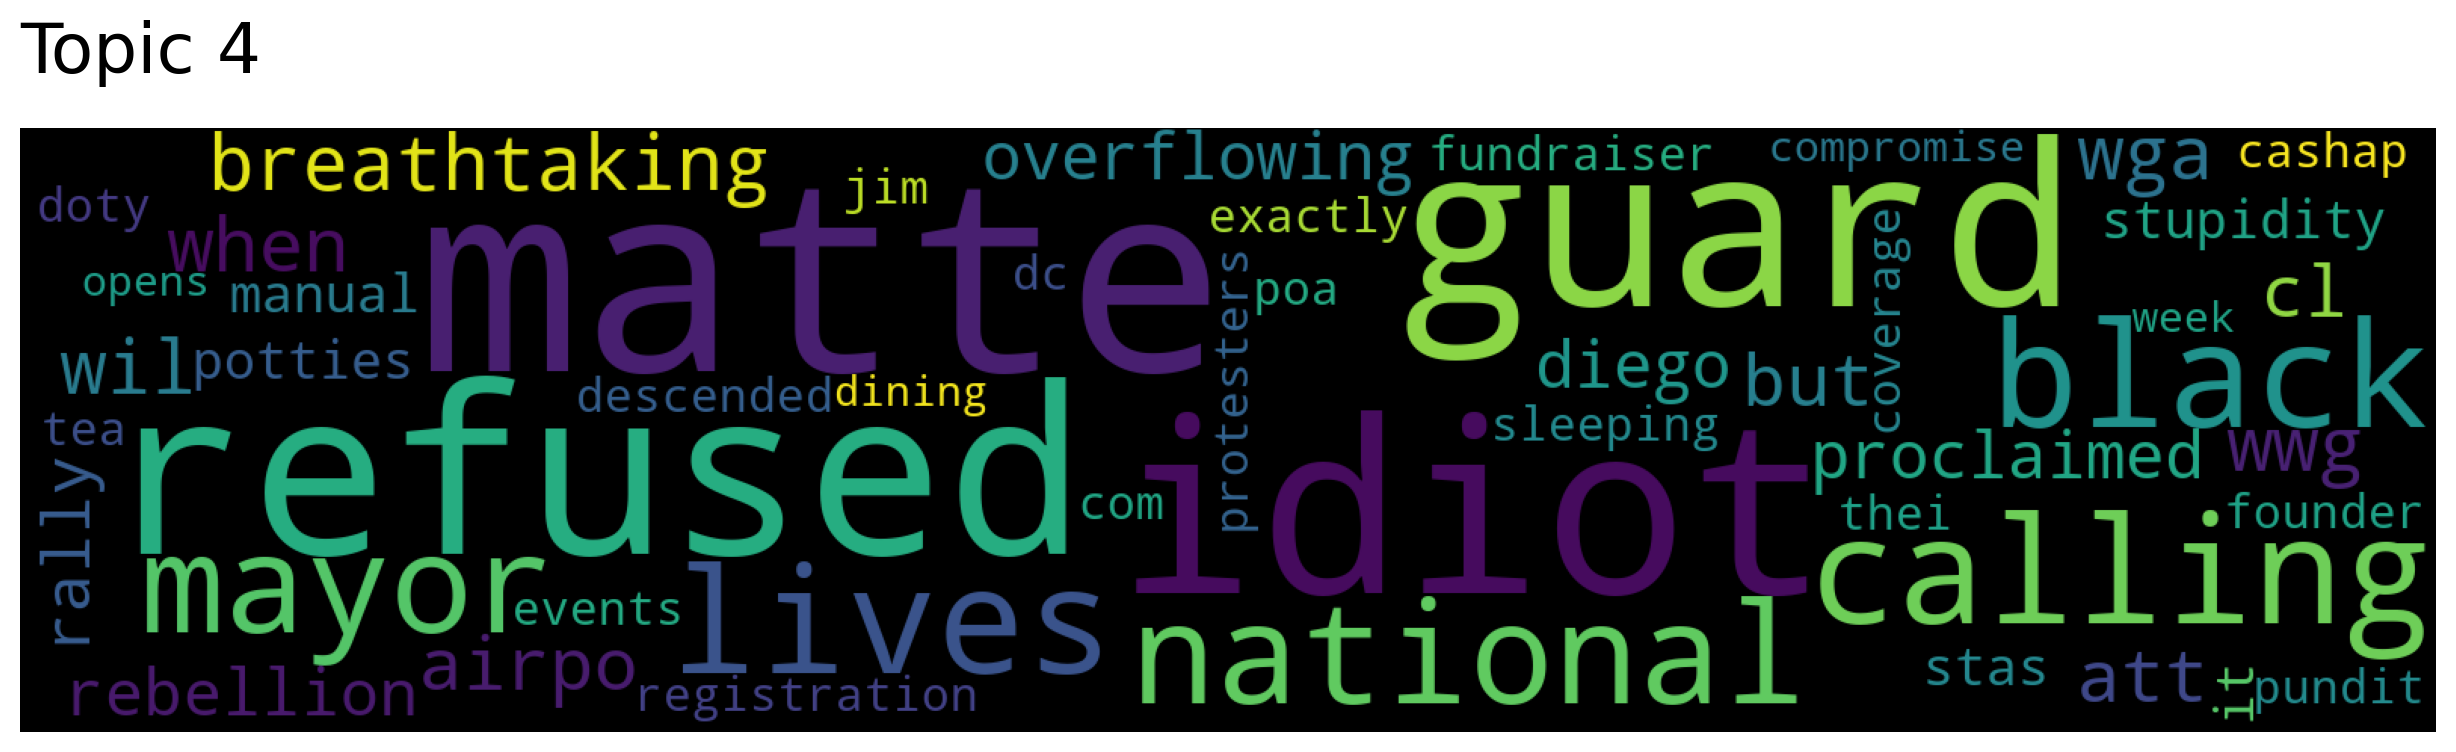 Topic 4
breathtaking
overflowing
fundraiser
compromise
wga
cashap
doty
jim
matte
guard
exactly
stupidity
when
opens
manual
dc
poa
protesters
coverage
cl
week
black
wil
potties
descended
dining
diego
but
sleeping
tea
refused
idiot
proclaimed
wwg
rally
com
thei
founder
calling
mayor
events
lives
national
rebellion
airpo
registration
stas
att
it
pundit